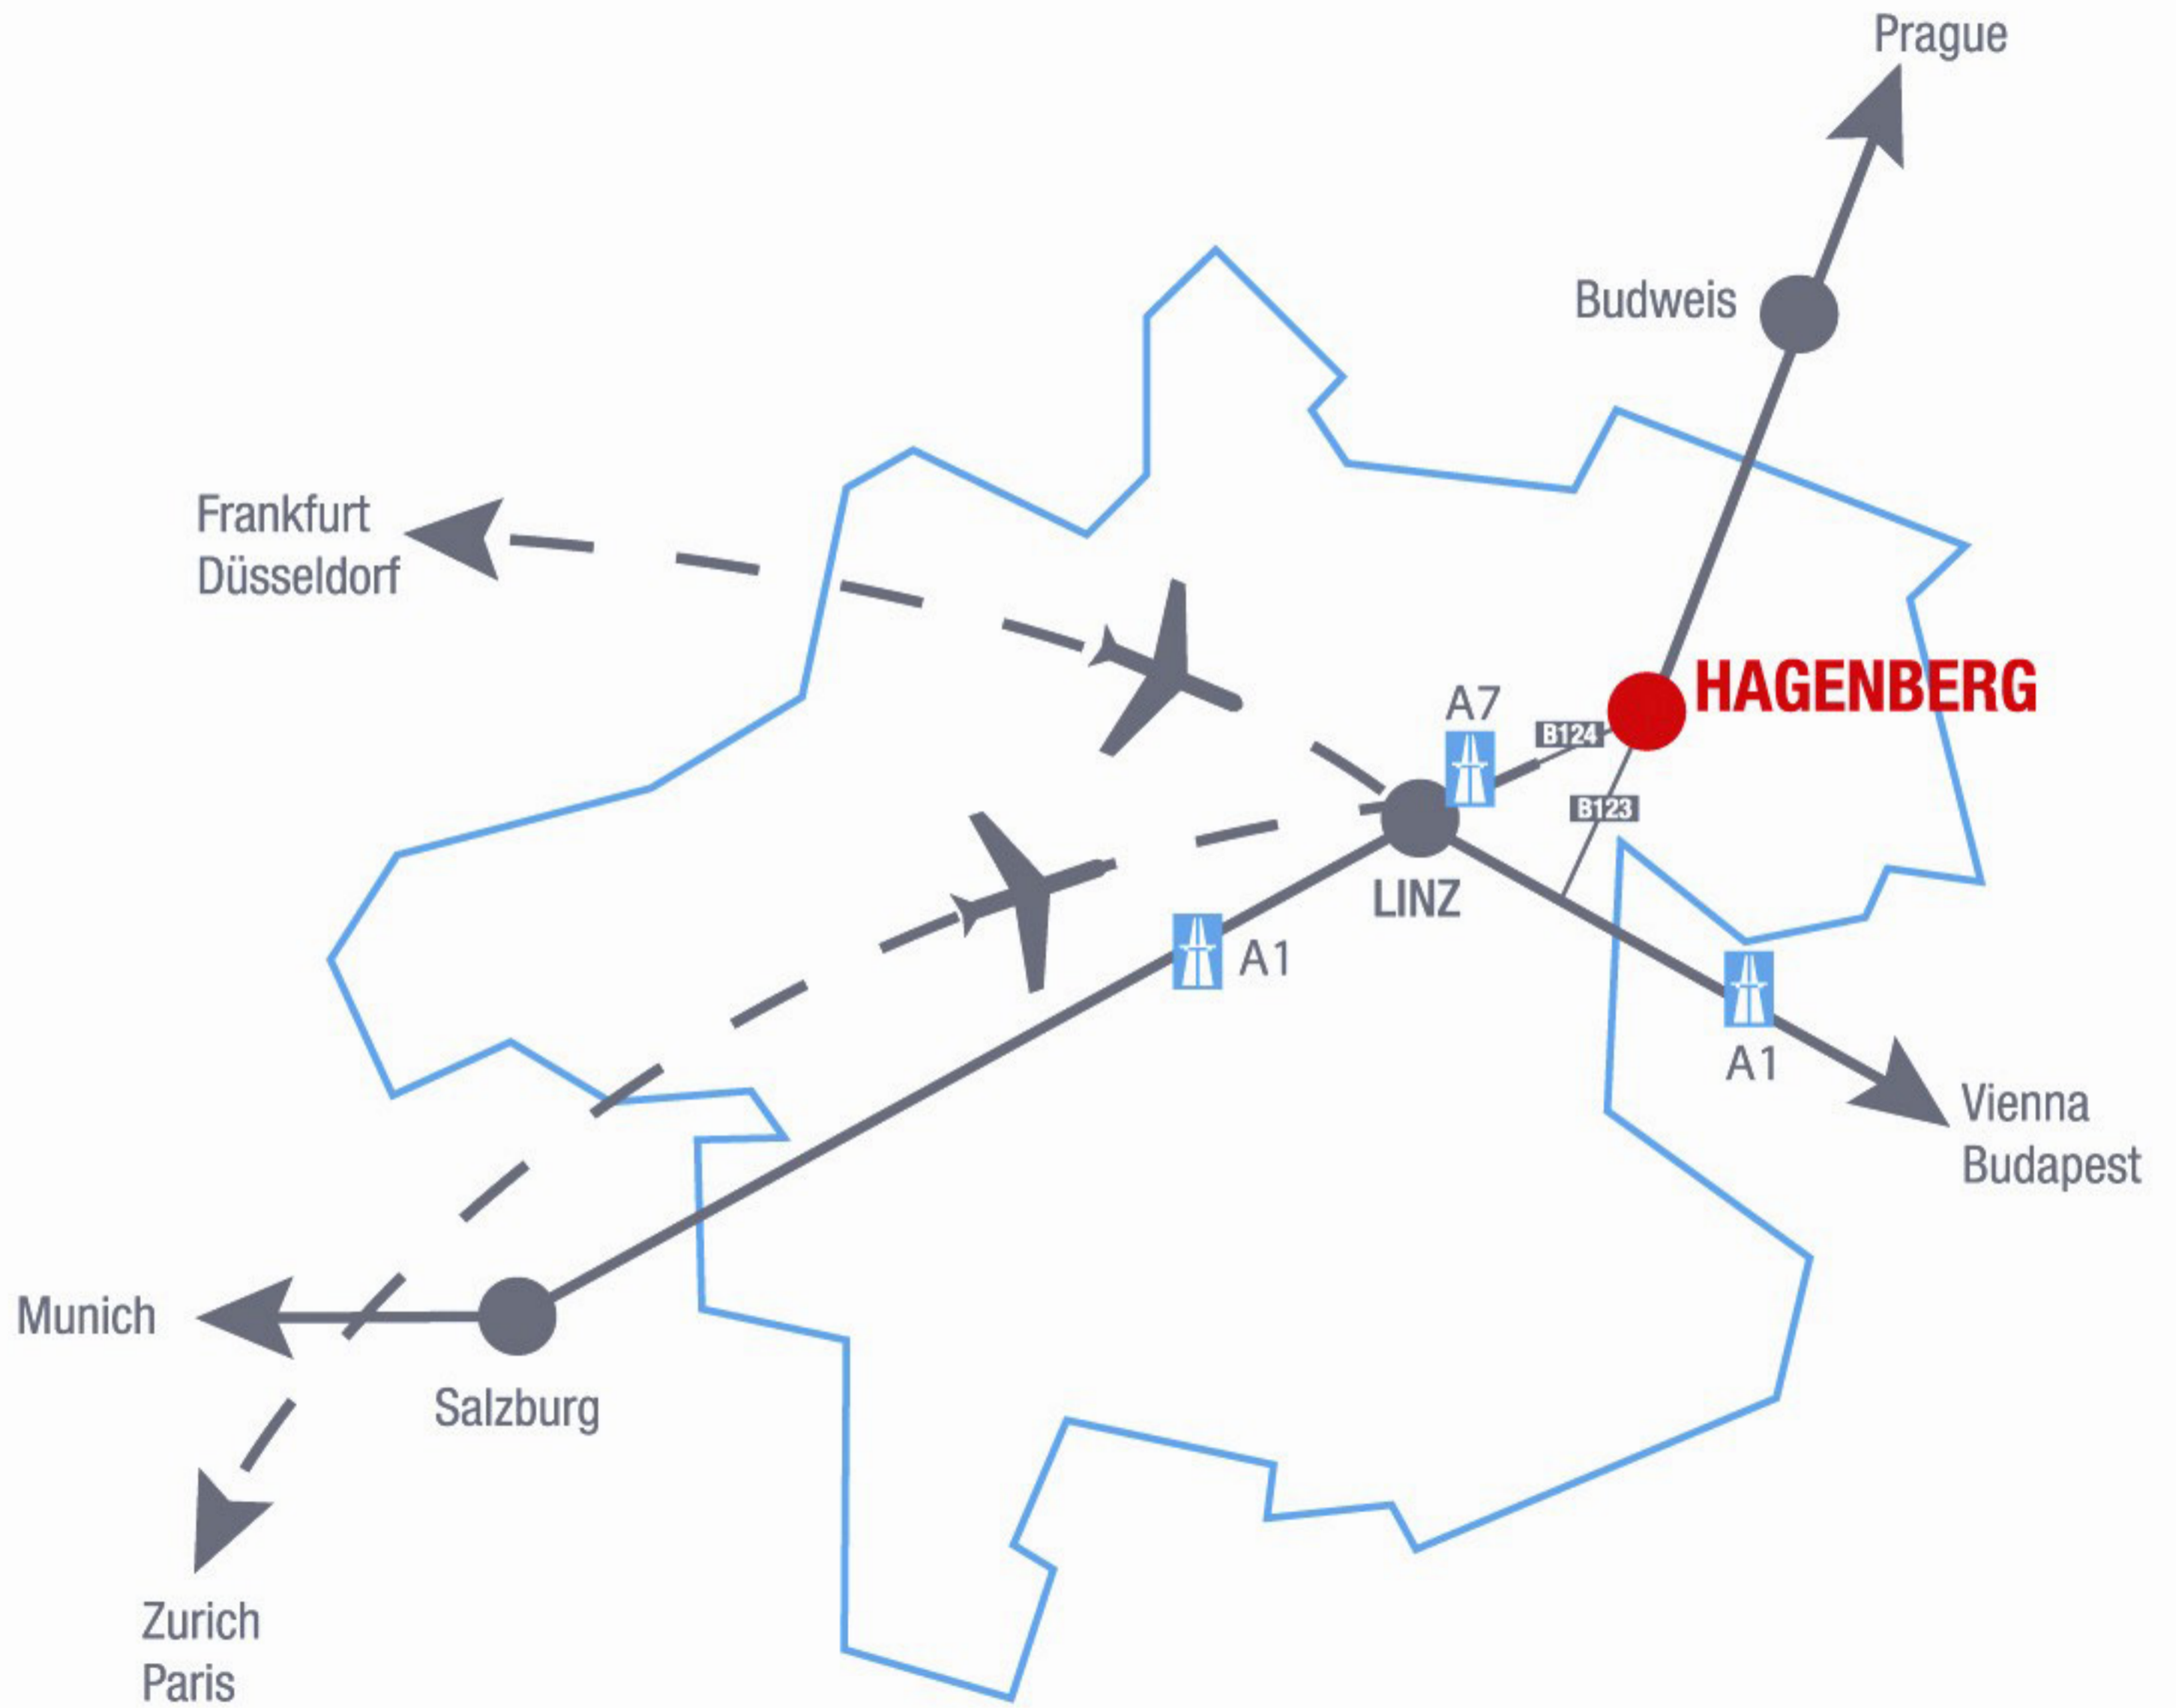 Prague
Budweis
Frankfurt
Düsseldorf
HAGENBERG
A7
B124
B123
LINZ
A1
A1
Vienna
Budapest
Munich
Salzburg
Zurich
Paris